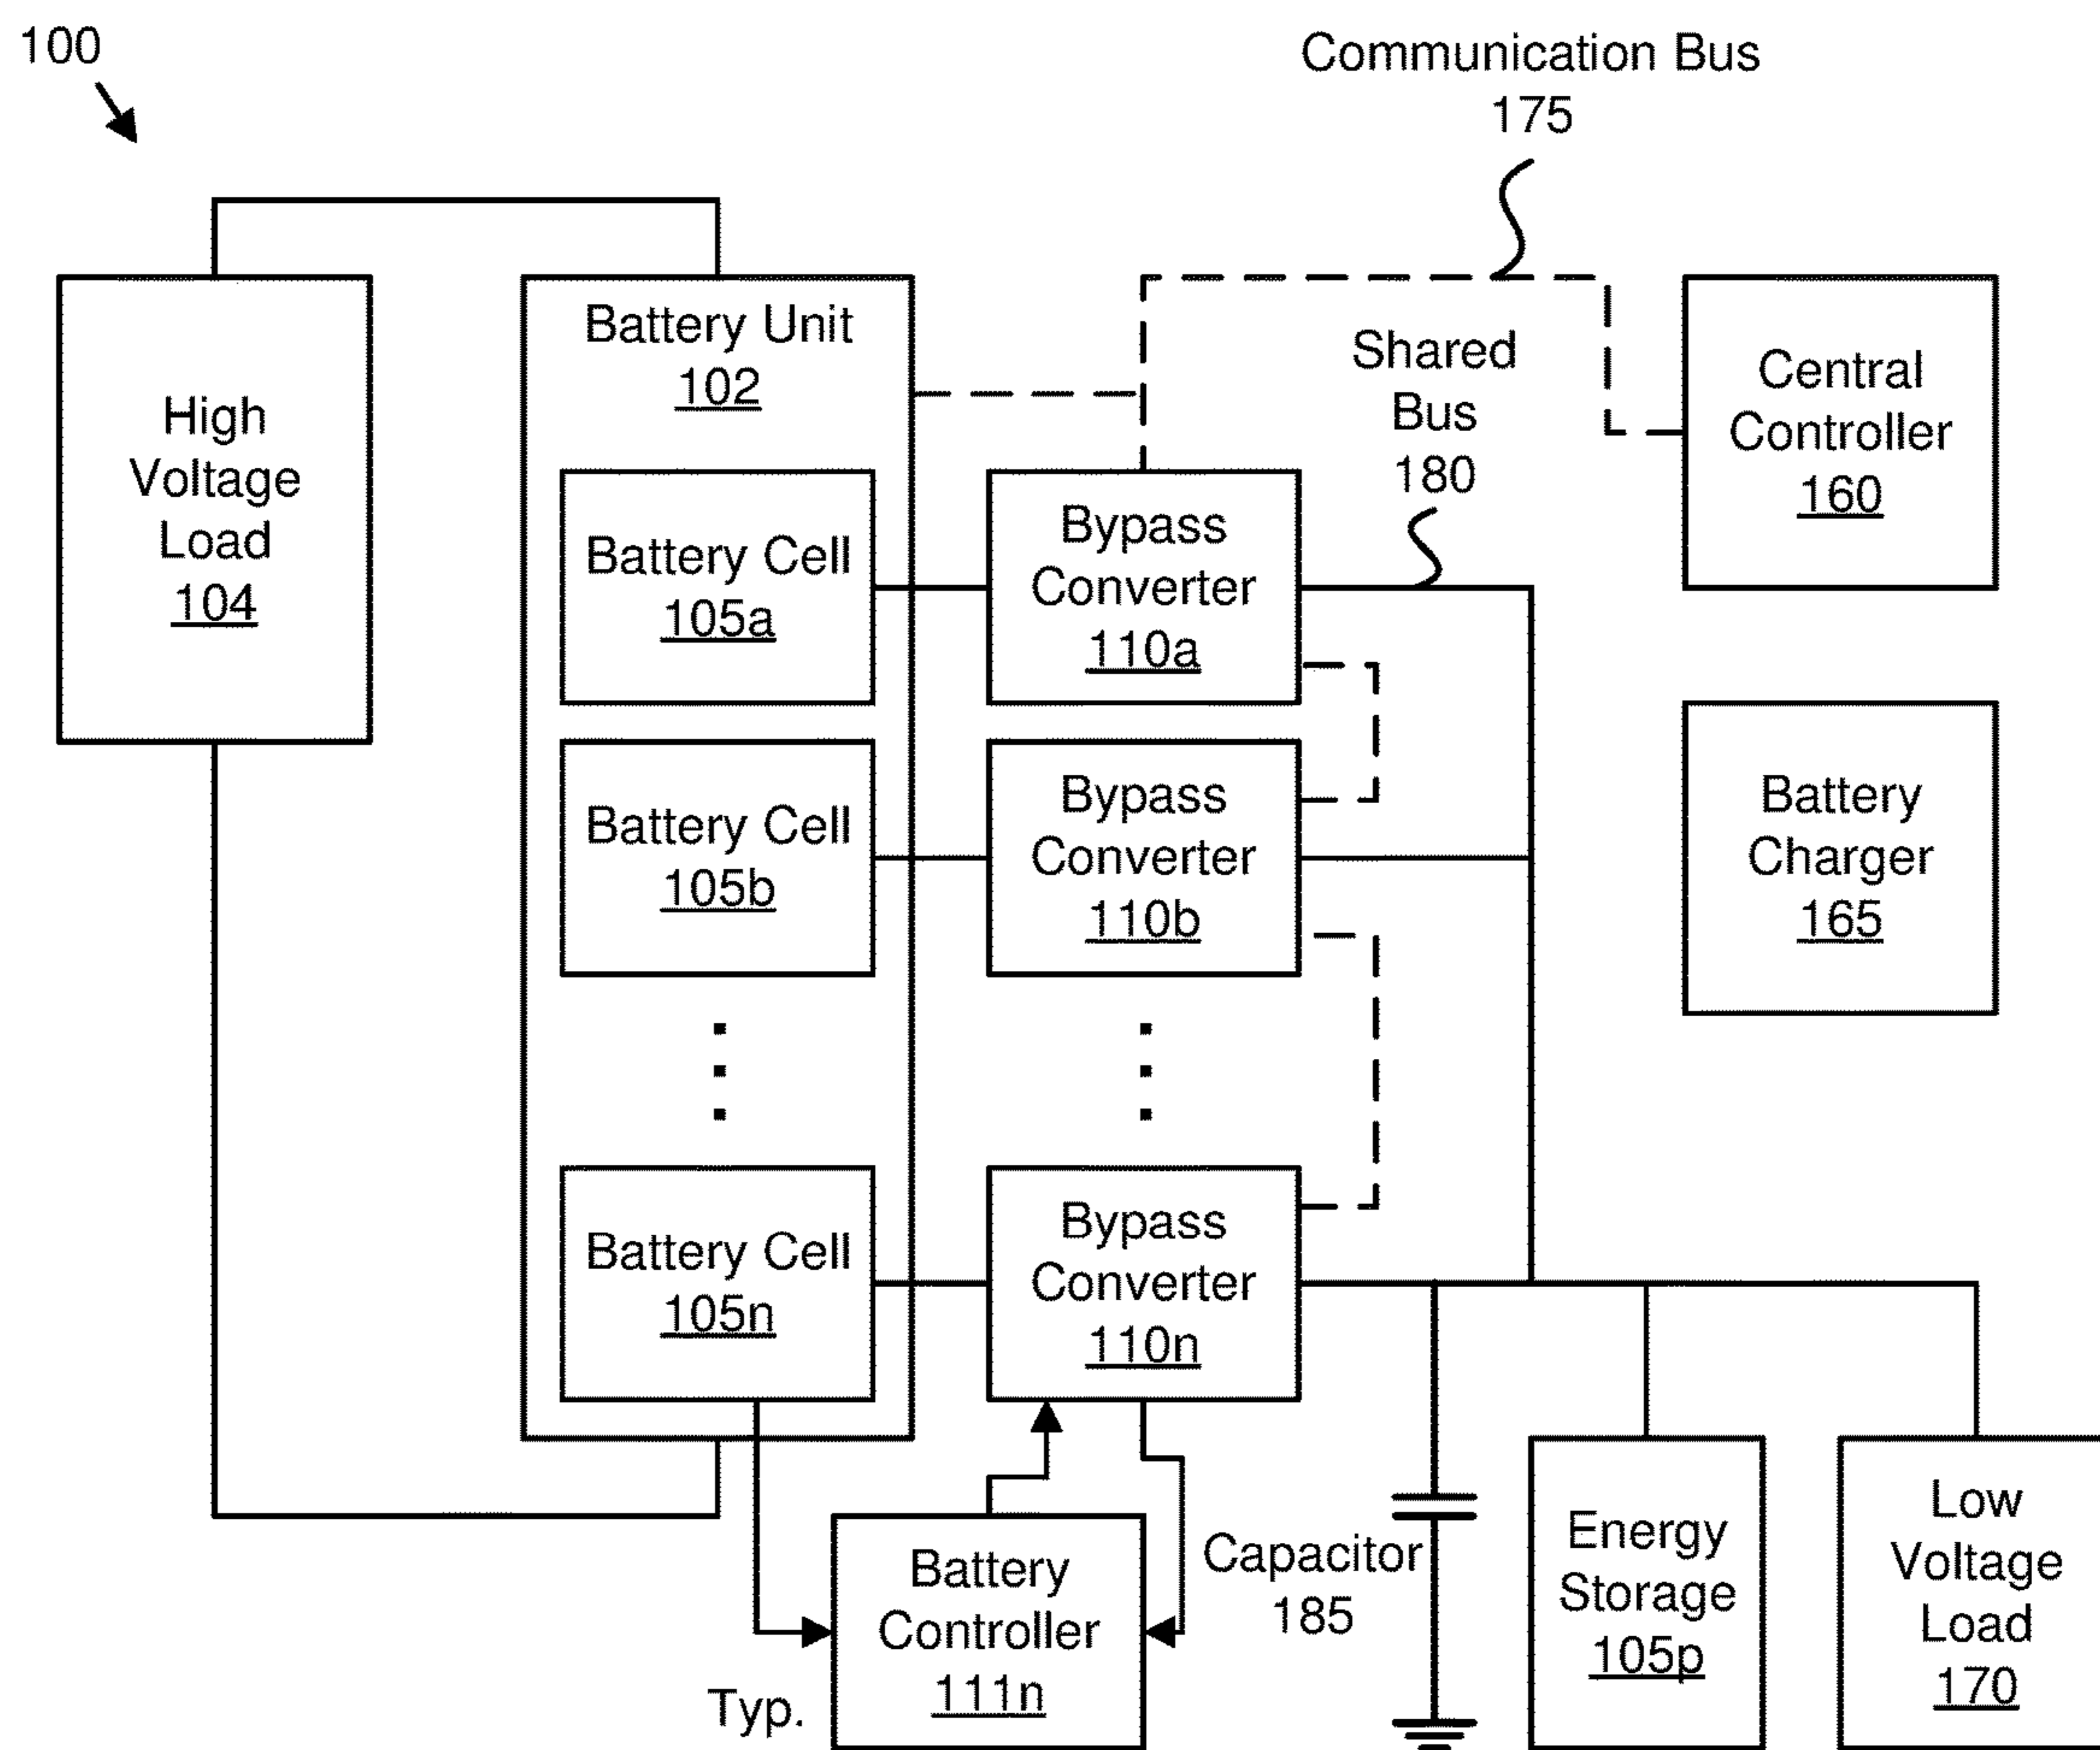 100
Communication Bus
175
High
Voltage
Load
104
Battery Unit
102
Shared
Bus
180
Central
Controller
160
Battery Cell
105a
Bypass
Converter
110a
Battery Cell
105b
Bypass
Converter
110b
Battery
Charger
165
Battery Cell
105n
Bypass
Converter
110n
Battery
Controller
111n
Typ.
Capacitor
185
Energy
Storage
105p
Low
Voltage
Load
170